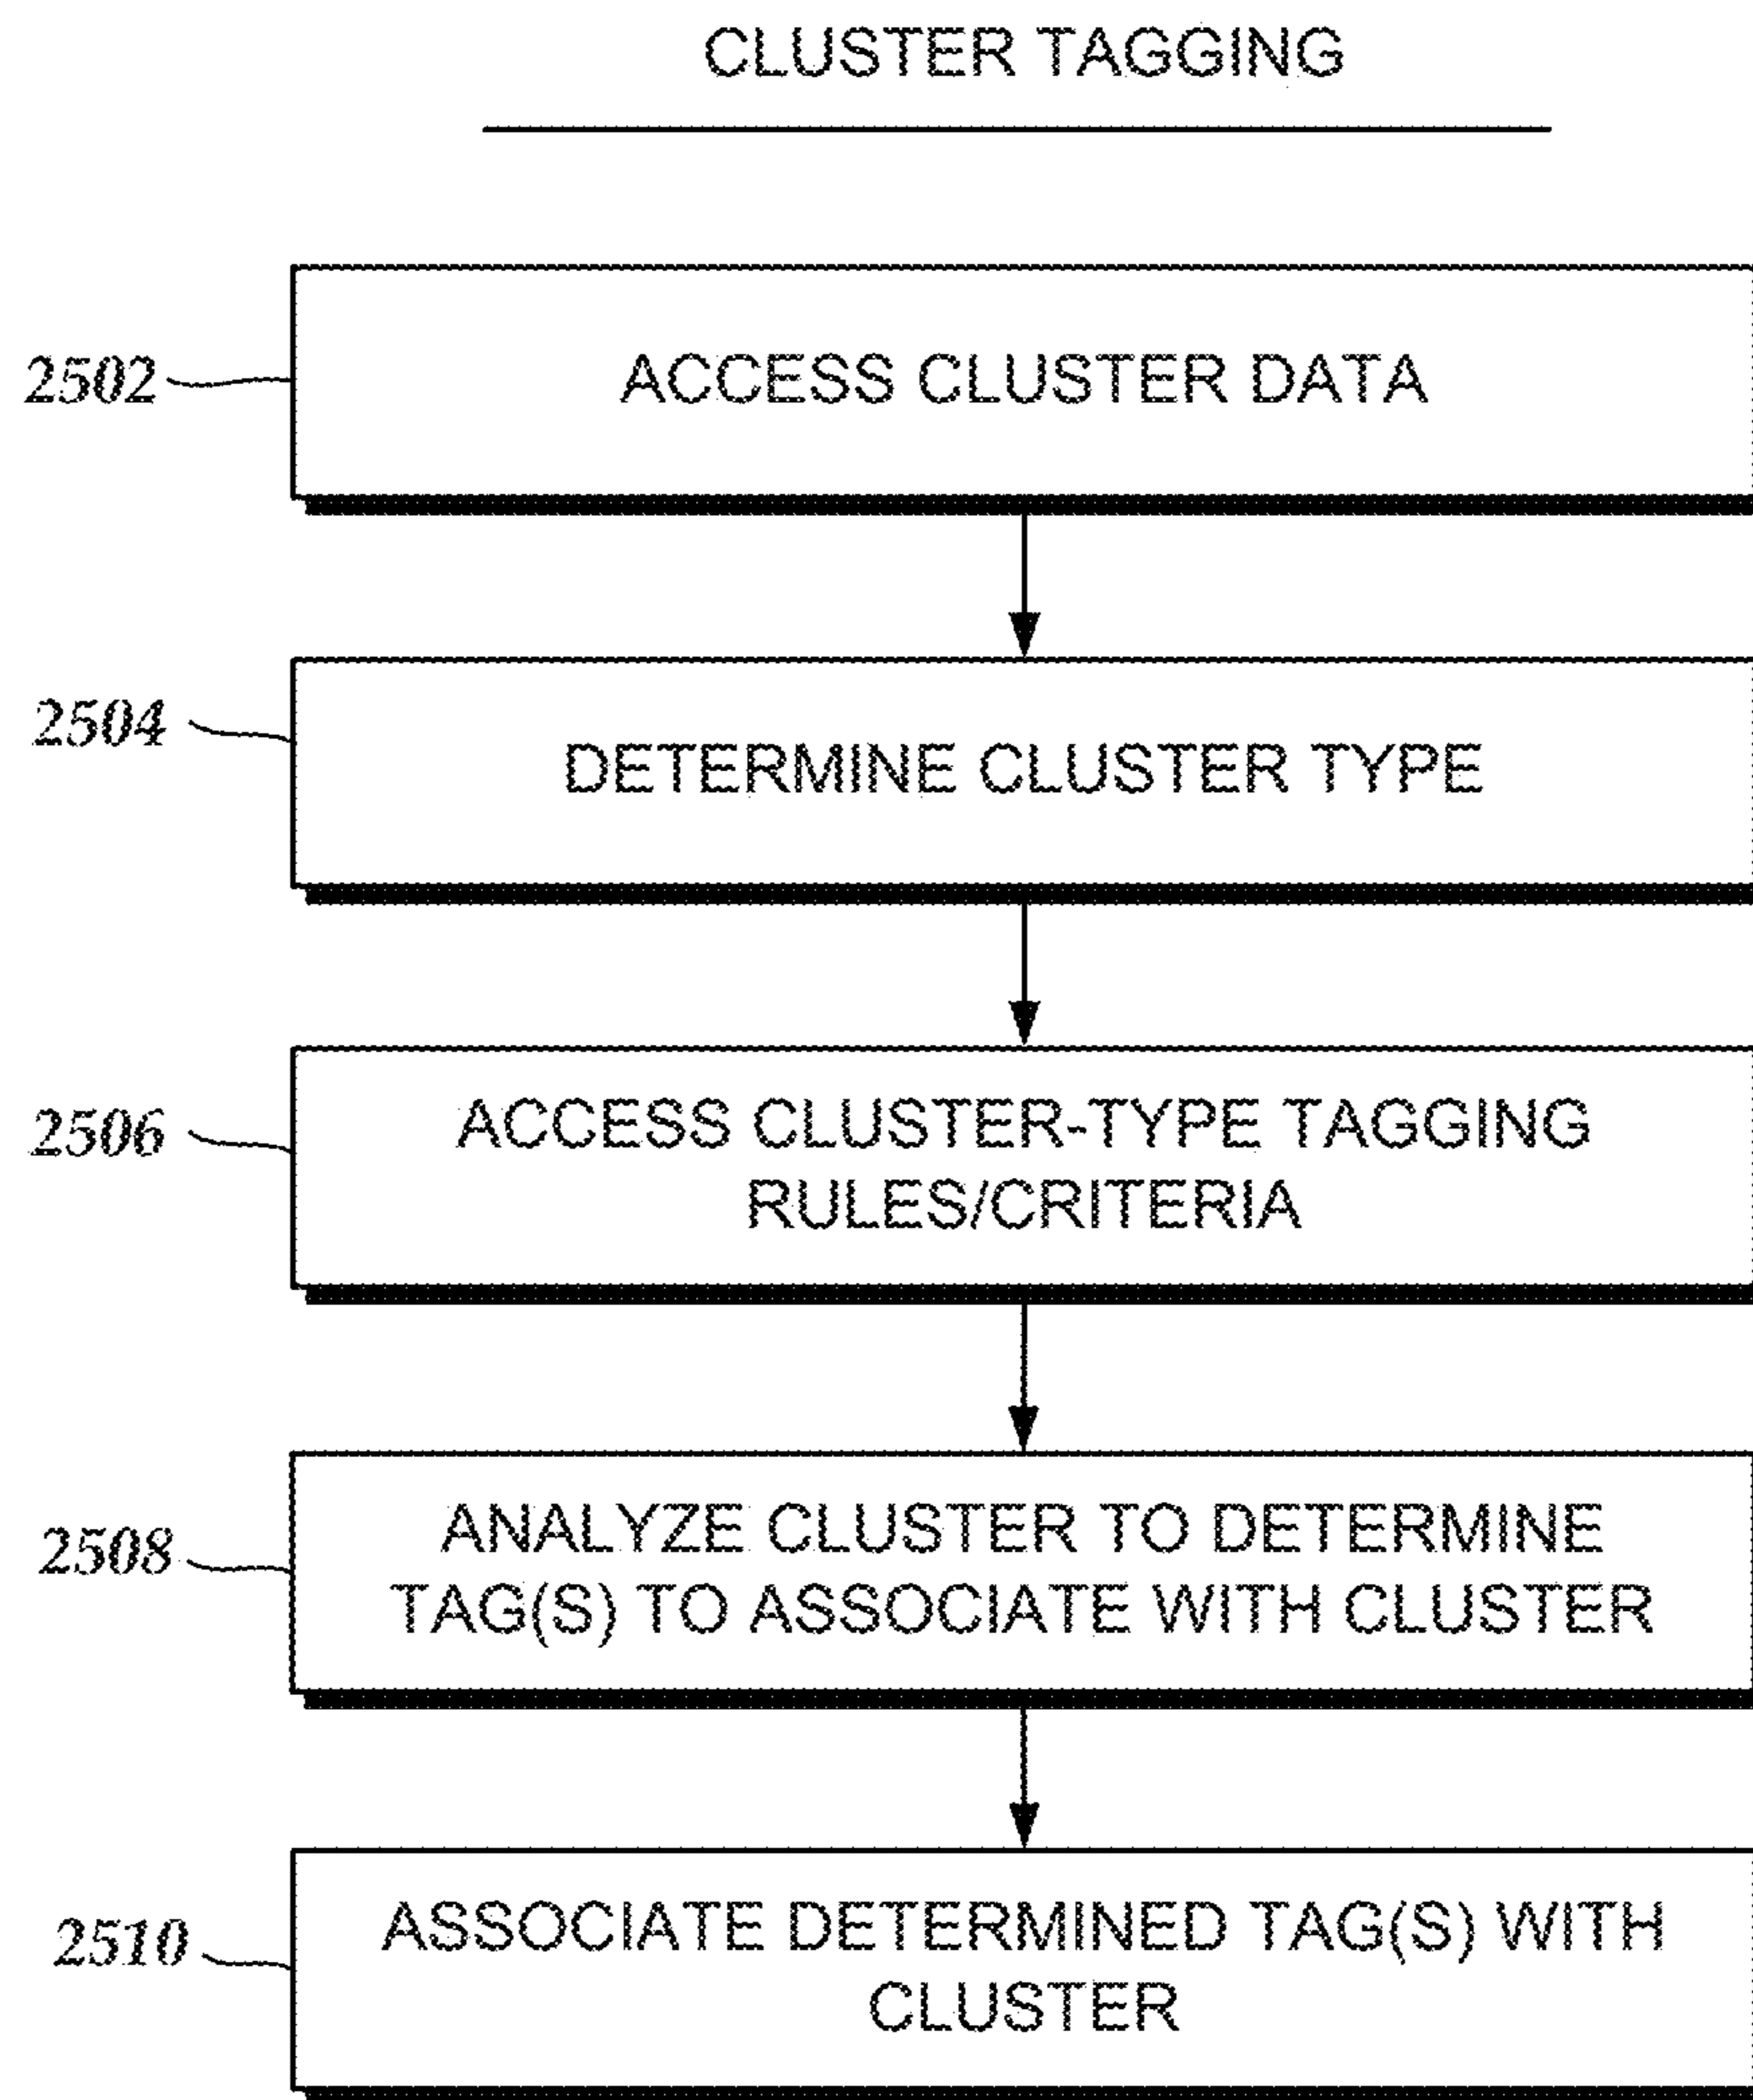 CLUSTER TAGGING
2502
ACCESS CLUSTER DATA
2504
DETERMINE CLUSTER TYPE
2506
ACCESS CLUSTER-TYPE TAGGING
RULES/CRITERIA
2508
ANALYZE CLUSTER TO DETERMINE
TAG(S) TO ASSOCIATE WITH CLUSTER
2510
ASSOCIATE DETERMINED TAG(S) WITH
CLUSTER